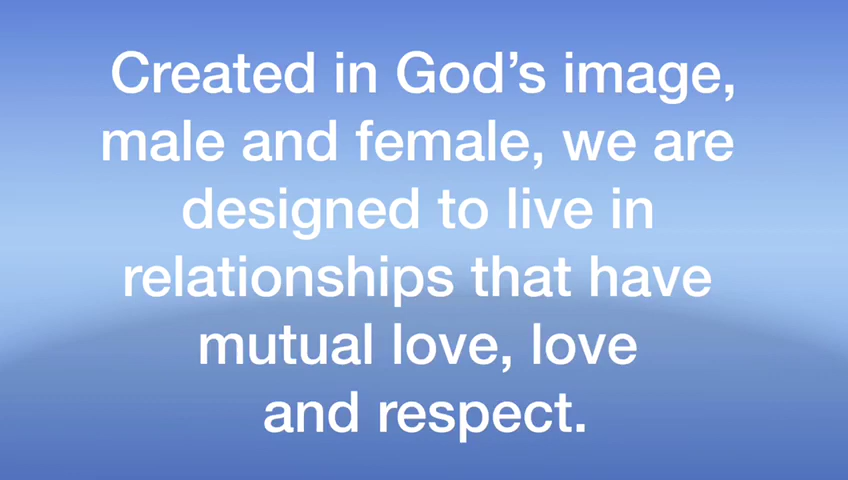 Created in God’s image,
male and female, we are
designed to live in
relationships that have
mutual love, love
and respect.